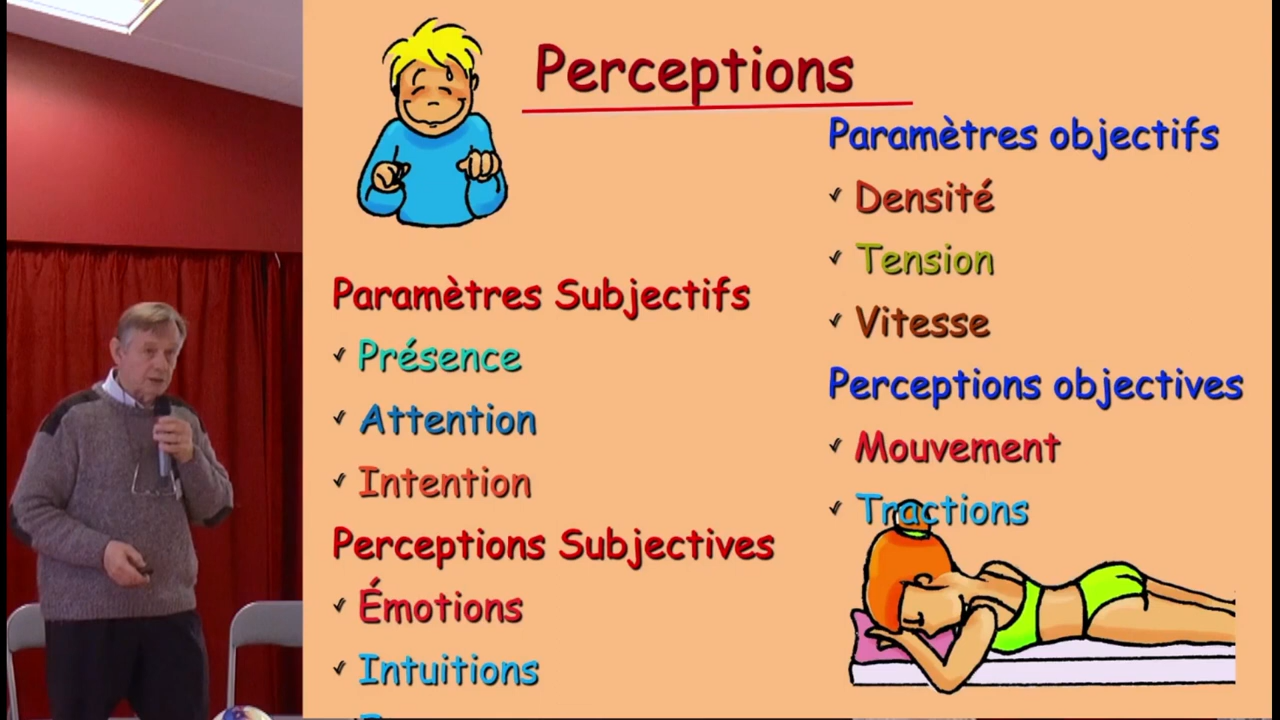 Perceptions
Paramètres Subjectifs
Présence
Attention
Intention
Perceptions Subjectives
Émotions
Intuitions
Paramètres objectifs
Densité
Tension
Vitesse
Perceptions objectives
Mouvement
Tractions